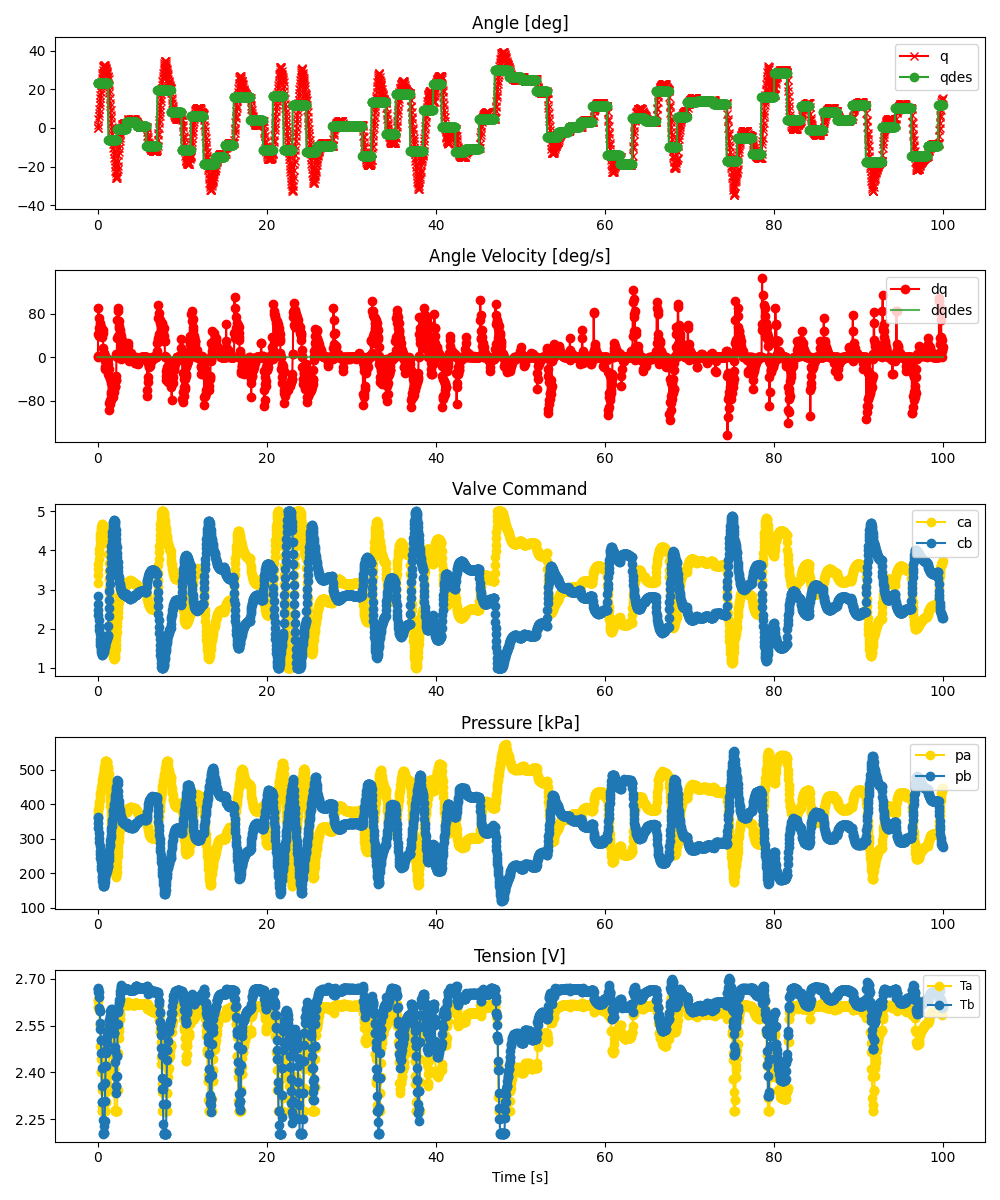 Angle [deg]
40
20
0
−20
−40
q
qdes
0 20 40 60 80 100
Angle Velocity [deg/s]
80
0
−80
dq
dqdes
0 20 40 60 80 100
Valve Command
5
4
3
2
1
ca
cb
0 20 40 60 80 100
Pressure [kPa]
500
400
300
200
100
pa
pb
0 20 40 60 80 100
Tension [V]
2.70
2.55
2.40
2.25
Ta
Tb
0 20 40 60 80 100
Time [s]